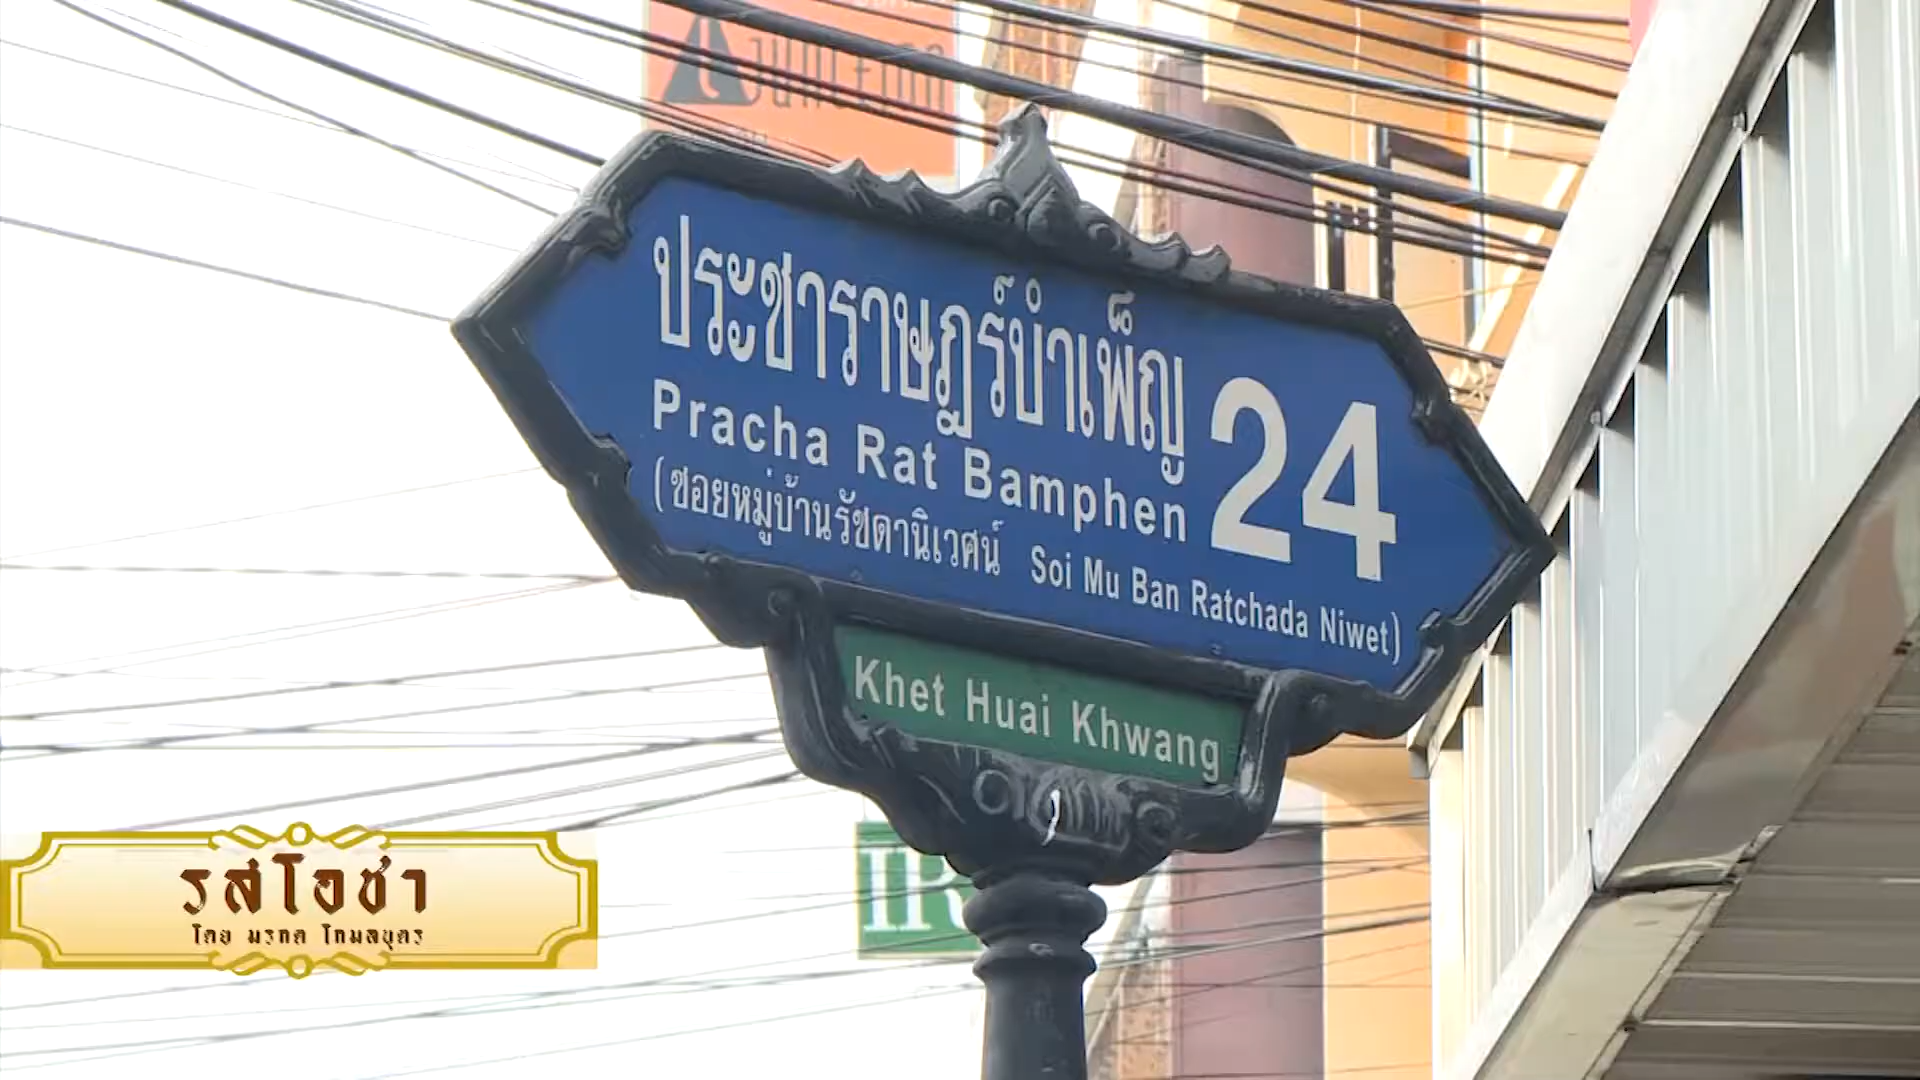 ประชาราษฎร์บำเพ็ญ 24
Pracha Rat Bamphen
(ซอยหมู่บ้านรัชดานิเวศน์ Soi Mu Ban Ratchada Niwet)
Khet Huai Khwang
IR
รสโอชา
โดย มรกต โกมลบุตร